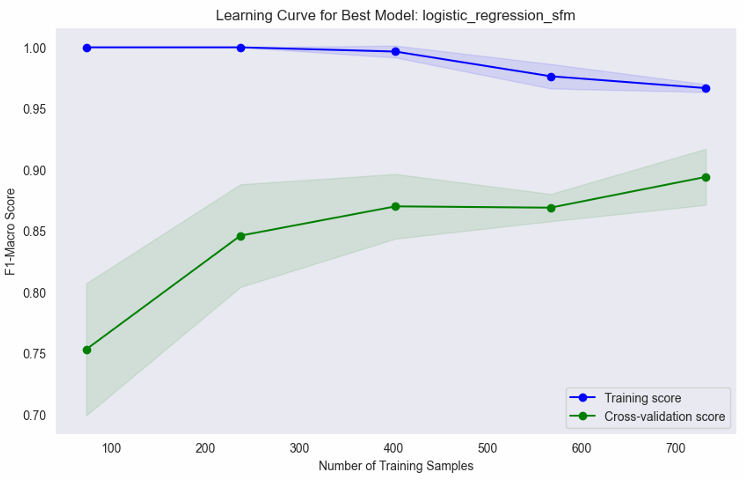 Learning Curve for Best Model: logistic_regression_sfm
1.00
0.95
0.90
0.85
0.80
0.75
0.70
F1-Macro Score
100 200 300 400 500 600 700
Number of Training Samples
Training score
Cross-validation score